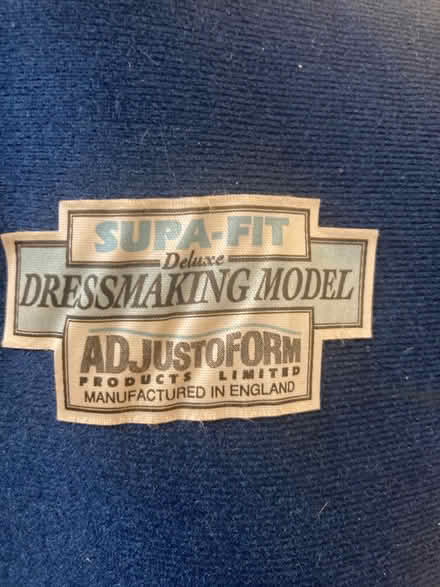 SUPA-FIT
Deluxe
DRESSMAKING MODEL
ADJUSTOFORM
PRODUCTS LIMITED
MANUFACTURED IN ENGLAND